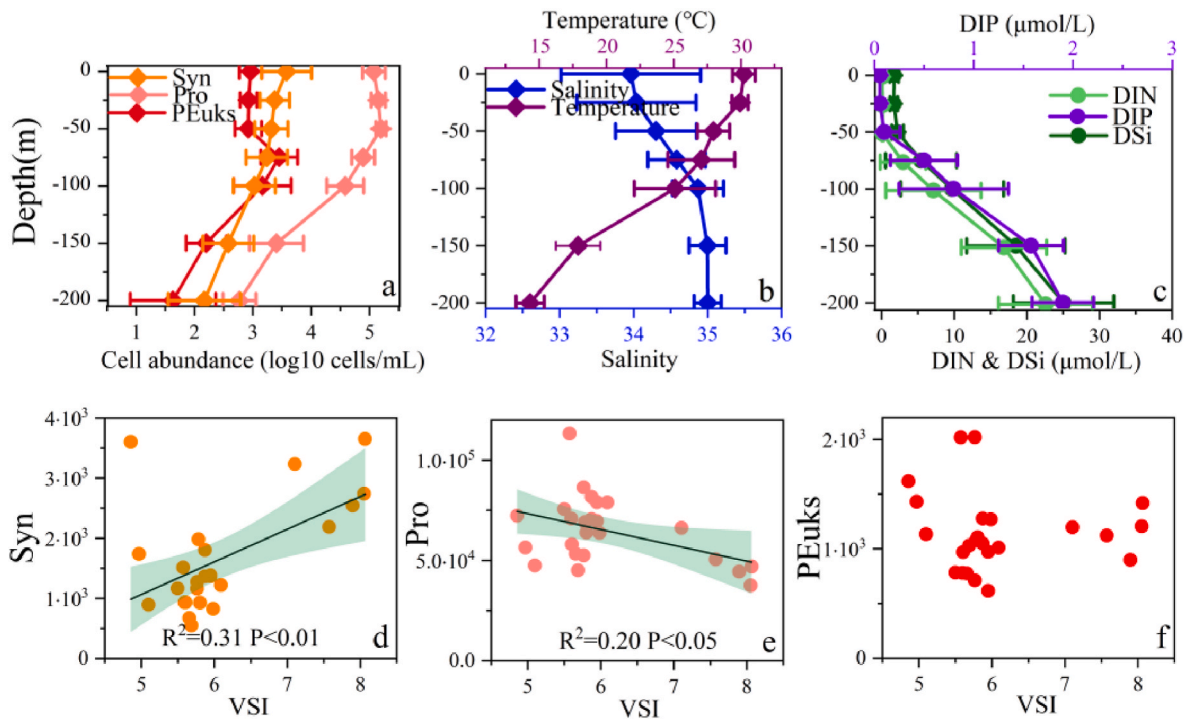 Temperature (℃)
DIP (μmol/L)
15 20 25 30
0 1 2 3
0
-50
-100
-150
-200
Depth(m)
Syn
Pro
PEuks
a
1 2 3 4 5
Cell abundance (log10 cells/mL)
0
-50
-100
-150
-200
Salinity
Temperature
b
32 33 34 35 36
Salinity
0
-50
-100
-150
-200
DIN
DIP
DSi
c
0 10 20 30 40
DIN & DSi (μmol/L)
4·10³
3·10³
2·10³
1·10³
0
Syn
R²=0.31 P<0.01
d
5 6 7 8
VSI
1.0·10⁵
5.0·10⁴
0.0
Pro
R²=0.20 P<0.05
e
5 6 7 8
VSI
2·10³
1·10³
0
PEuks
f
5 6 7 8
VSI